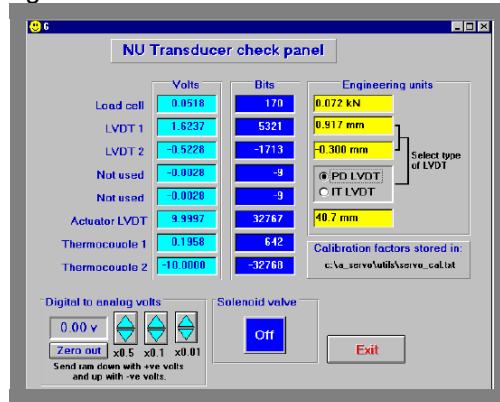 6
NU Transducer check panel
Volts Bits Engineering units
Load cell 0.0518 170 0.072 kN
LVDT 1 1.6237 5321 0.917 mm
LVDT 2 -0.5228 -1713 -0.300 mm
Select type of LVDT
Not used -0.0028 -9 PD LVDT
Not used -0.0028 -9 IT LVDT
Actuator LVDT 9.9997 32767 40.7 mm
Thermocouple 1 0.1958 642
Calibration factors stored in:
Thermocouple 2 -10.0000 -32768 c:\a_servo\utils\servo_cal.txt
Digital to analog volts
0.00 v
Zero out x0.5 x0.1 x0.01
Send ram down with +ve volts
and up with -ve volts.
Solenoid valve
Off
Exit